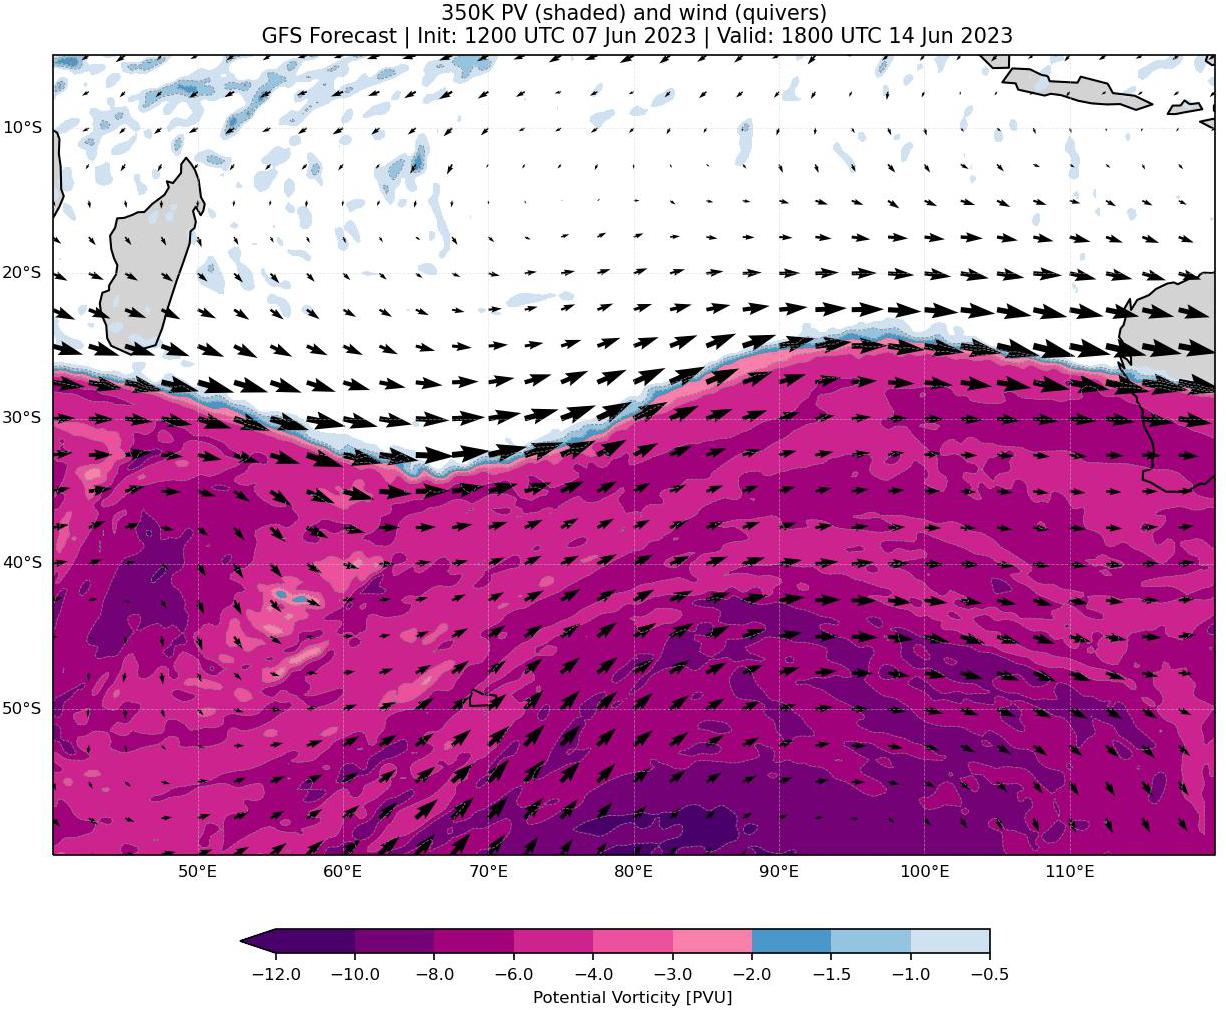 350K PV (shaded) and wind (quivers)
GFS Forecast | Init: 1200 UTC 07 Jun 2023 | Valid: 1800 UTC 14 Jun 2023
10°S
20°S
30°S
40°S
50°S
50°E 60°E 70°E 80°E 90°E 100°E 110°E
−12.0 −10.0 −8.0 −6.0 −4.0 −3.0 −2.0 −1.5 −1.0 −0.5
Potential Vorticity [PVU]